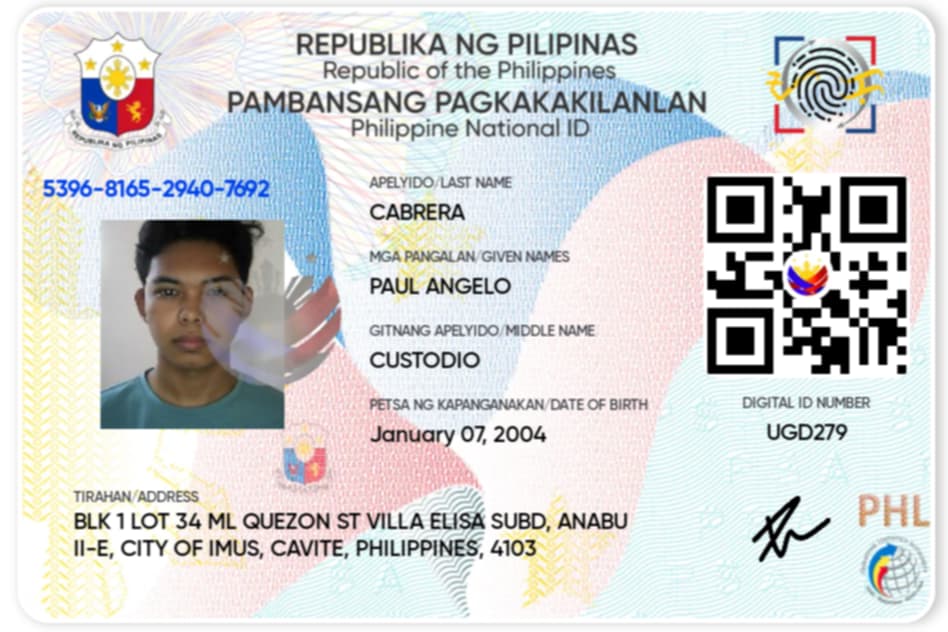 REPUBLIKA NG PILIPINAS
Republic of the Philippines
PAMBANSANG PAGKAKAKILANLAN
Philippine National ID
REPUBLIKA NG PILIPINAS
5396-8165-2940-7692
APELYIDO/LAST NAME
CABRERA
MGA PANGALAN/GIVEN NAMES
PAUL ANGELO
GITNANG APELYIDO/MIDDLE NAME
CUSTODIO
PETSA NG KAPANGANAKAN/DATE OF BIRTH
January 07, 2004
DIGITAL ID NUMBER
UGD279
TIRAHAN/ADDRESS
BLK 1 LOT 34 ML QUEZON ST VILLA ELISA SUBD, ANABU
II-E, CITY OF IMUS, CAVITE, PHILIPPINES, 4103
PHL